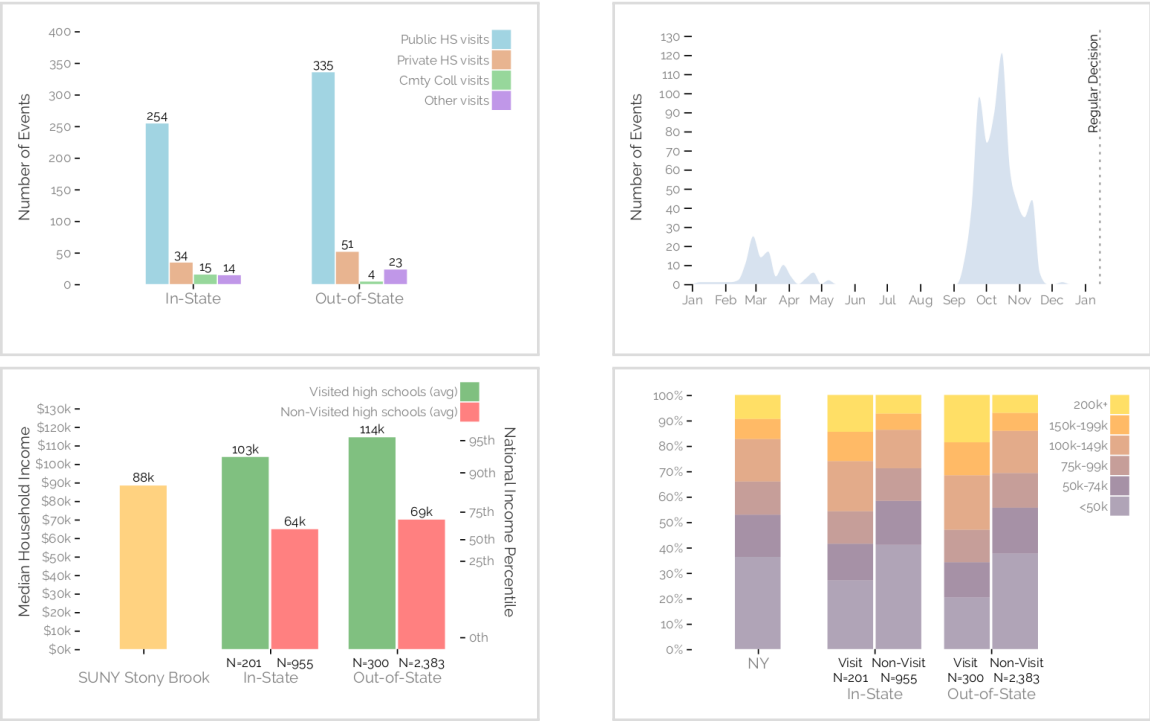 400
350
300
250
200
150
100
50
0
Number of Events
254
34
15
14
335
51
4
23
In-State
Out-of-State
Public HS visits
Private HS visits
Cmty Coll visits
Other visits
130
120
110
100
90
80
70
60
50
40
30
20
10
0
Number of Events
Jan Feb Mar Apr May Jun Jul Aug Sep Oct Nov Dec Jan
Regular Decision
Visited high schools (avg)
Non-Visited high schools (avg)
$130k
$120k
$110k
$100k
$90k
$80k
$70k
$60k
$50k
$40k
$30k
$20k
$10k
$0k
Median Household Income
88k
103k
64k
114k
69k
95th
90th
75th
50th
25th
0th
National Income Percentile
N=201 N=955 N=300 N=2,383
SUNY Stony Brook In-State Out-of-State
100%
90%
80%
70%
60%
50%
40%
30%
20%
10%
0%
200k+
150k-199k
100k-149k
75k-99k
50k-74k
<50k
NY
Visit Non-Visit Visit Non-Visit
N=201 N=955 N=300 N=2,383
In-State Out-of-State